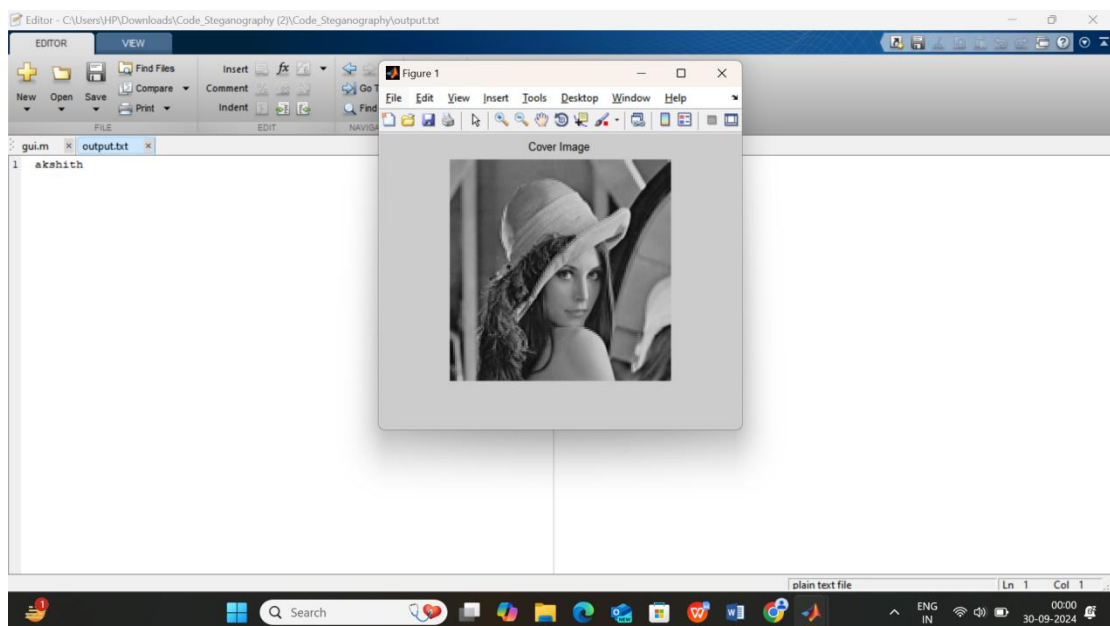 Editor - C:\Users\HP\Downloads\Code_Steganography (2)\Code_Steganography\output.txt
EDITOR VIEW
New Open Save
Find Files
Compare
Print
FILE
Insert fx
Comment
Indent
EDIT
Go T
Find
NAVIGA
gui.m × output.txt ×
1 akshith
Figure 1
File Edit View Insert Tools Desktop Window Help
Cover Image
plain text file Ln 1 Col 1
1 Search NEW W ENG
IN
00:00
30-09-2024